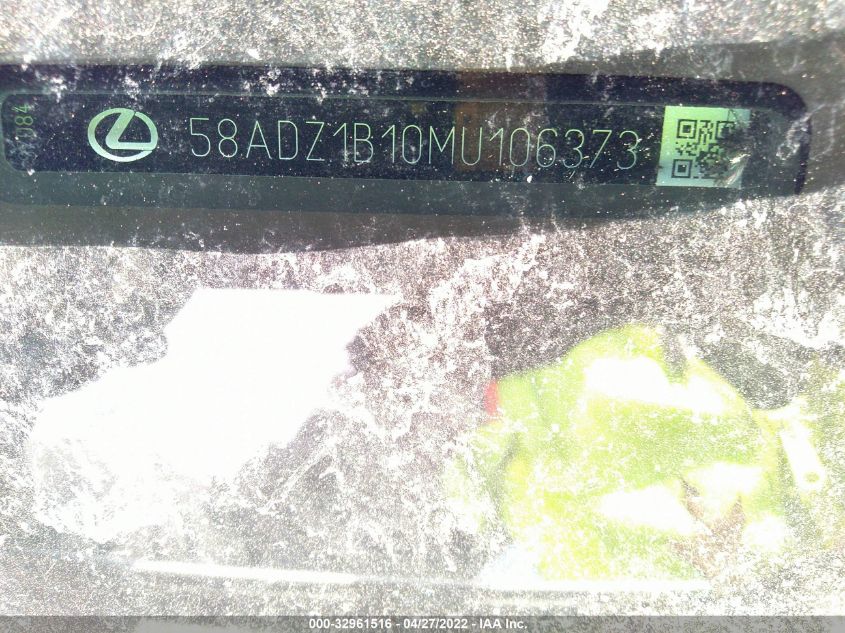 58ADZ1B10MU106373
000-32961516 - 04/27/2022 - IAA Inc.